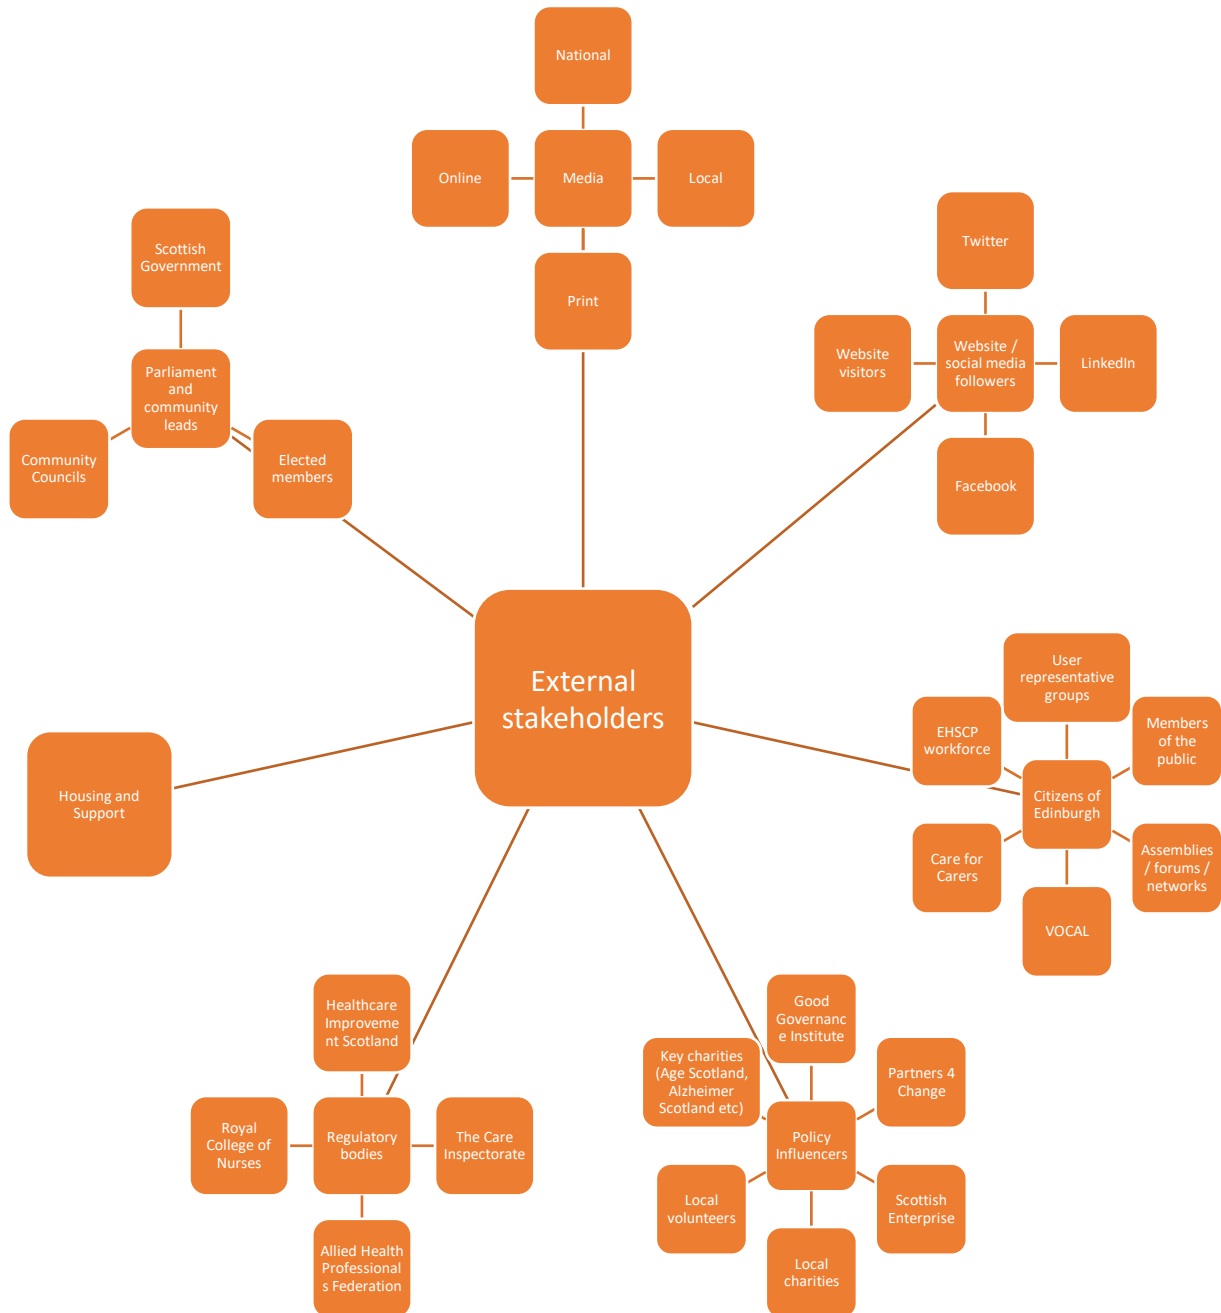 National
Online
Media
Local
Print
Scottish
Government
Parliament
and
community
leads
Community
Councils
Elected
members
Twitter
Website
visitors
Website /
social media
followers
LinkedIn
Facebook
External
stakeholders
User
representative
groups
EHSCP
workforce
Members
of the
public
Citizens of
Edinburgh
Care for
Carers
Assemblies
/ forums /
networks
VOCAL
Housing and
Support
Healthcare
Improveme
nt Scotland
Royal
College of
Nurses
Regulatory
bodies
The Care
Inspectorate
Allied Health
Professional
s Federation
Good
Governanc
e Institute
Key charities
(Age Scotland,
Alzheimer
Scotland etc)
Partners 4
Change
Policy
Influencers
Local
volunteers
Scottish
Enterprise
Local
charities